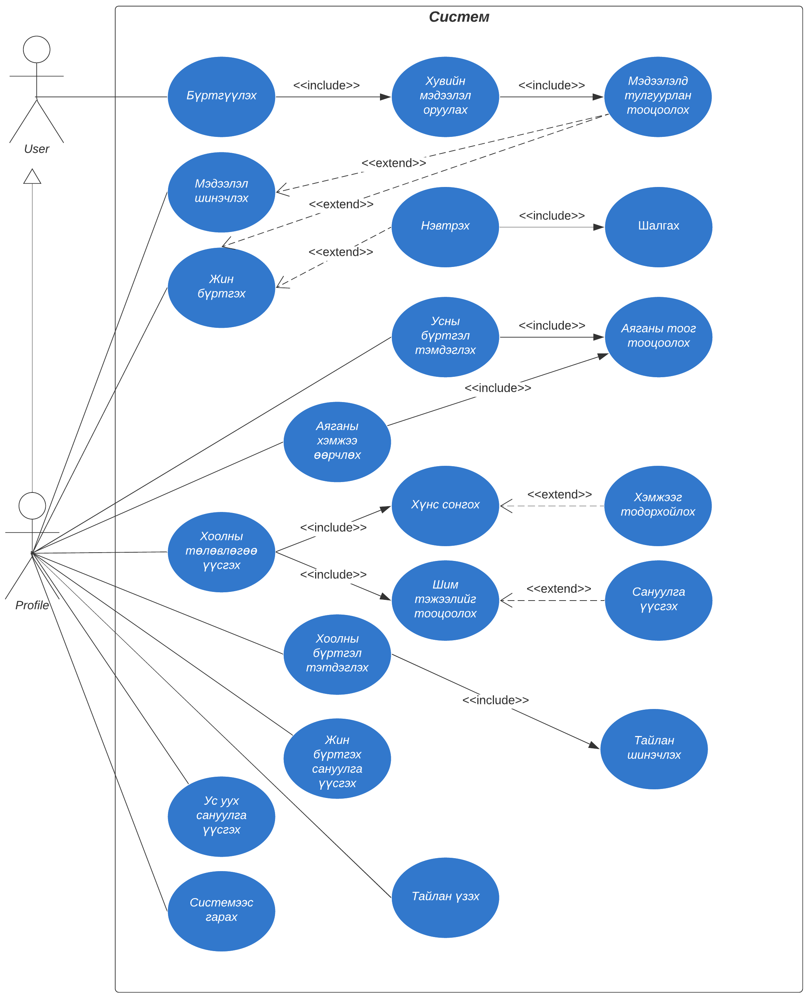 Систем
Бүртгүүлэх
<<include>>
Хувийн
мэдээлэл
оруулах
<<include>>
Мэдээлэлд
тулгуурлан
тооцоолох
User
<<extend>>
Мэдээлэл
шинэчлэх
<<extend>>
Нэвтрэх
<<include>>
Шалгах
<<extend>>
Жин
бүртгэх
Усны
бүртгэл
тэмдэглэх
<<include>>
Аяганы тоог
тооцоолох
<<include>>
Аяганы
хэмжээ
өөрчлөх
Хүнс сонгох
<<extend>>
Хэмжээг
тодорхойлох
<<include>>
Хоолны
төлөвлөгөө
үүсгэх
<<include>>
Шим
тэжээлийг
тооцоолох
<<extend>>
Сануулга
үүсгэх
Profile
Хоолны
бүртгэл
тэтдэглэх
<<include>>
Тайлан
шинэчлэх
Жин
бүртгэх
сануулга
үүсгэх
Ус уух
сануулга
үүсгэх
Тайлан үзэх
Системээс
гарах